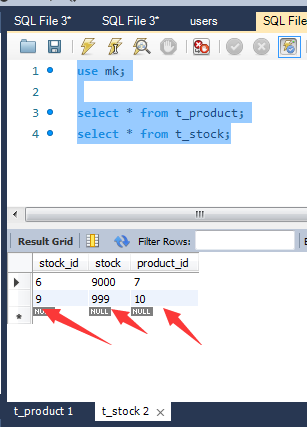 SQL File 3* SQL File 3* users SQL File
1 use mk;
2
3 select * from t_product;
4 select * from t_stock;
Result Grid Filter Rows:
stock_id stock product_id
6 9000 7
9 999 10
NULL NULL NULL
t_product 1 t_stock 2